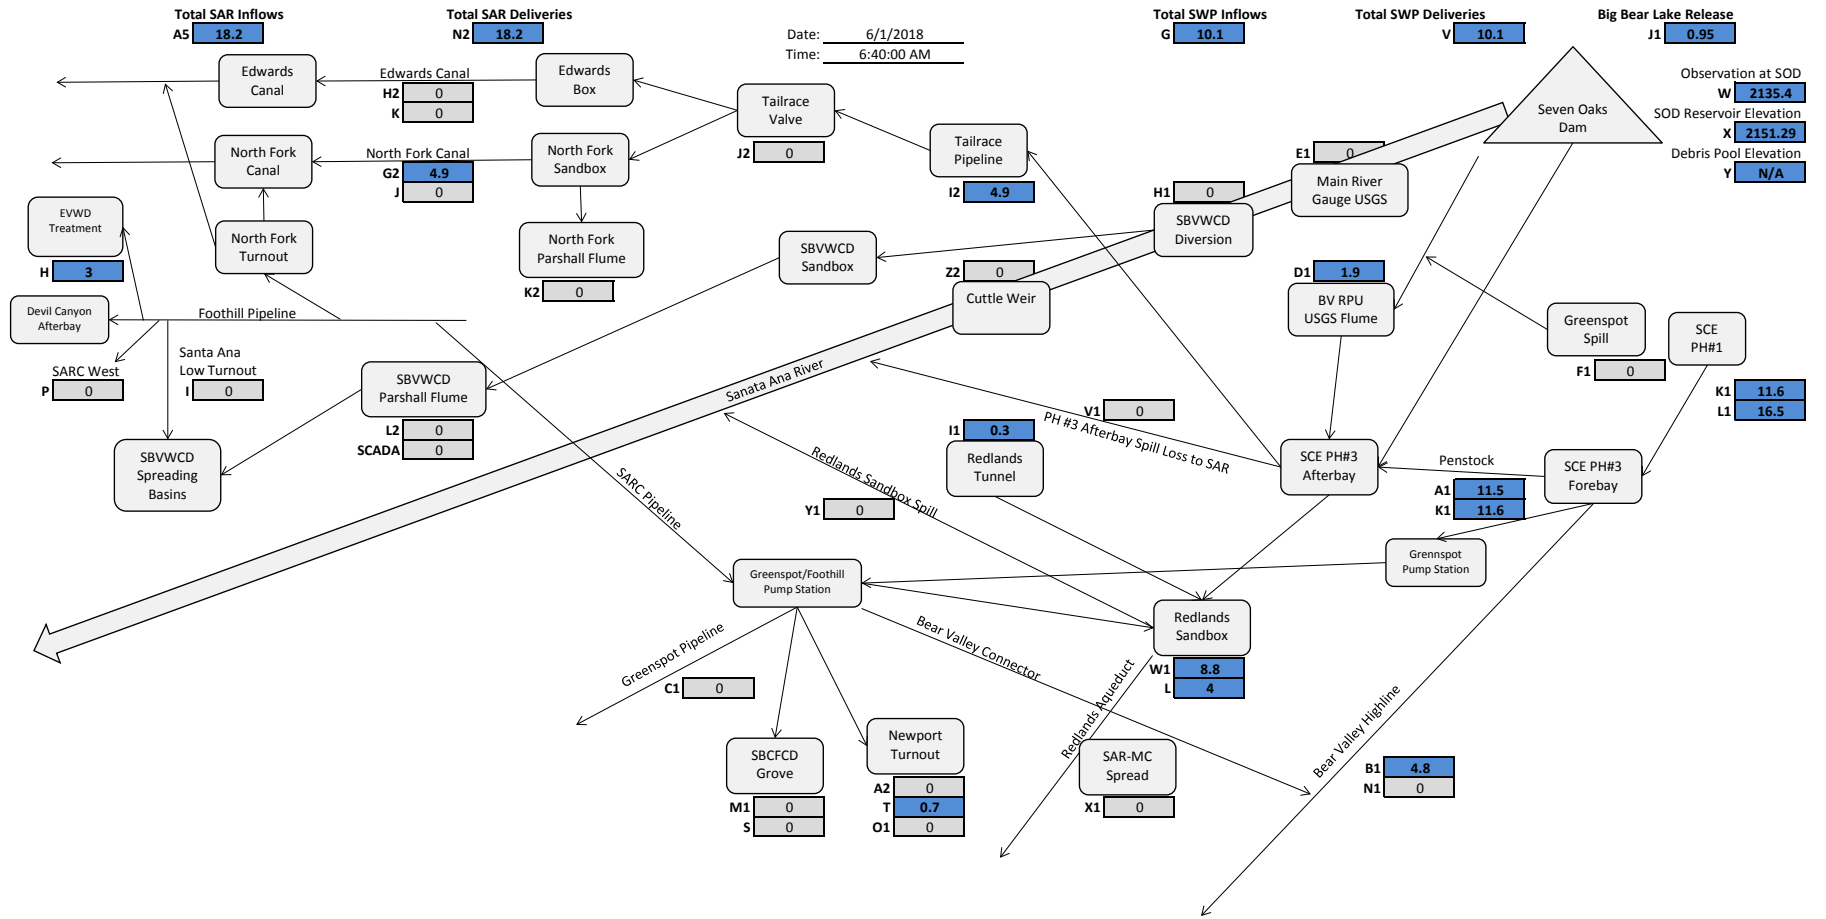 Total SAR Inflows
A5 18.2
Total SAR Deliveries
N2 18.2
Date: 6/1/2018
Time: 6:40:00 AM
Total SWP Inflows
G 10.1
Total SWP Deliveries
V 10.1
Big Bear Lake Release
J1 0.95
Observation at SOD
W 2135.4
SOD Reservoir Elevation
X 2151.29
Debris Pool Elevation
Y N/A
Seven Oaks
Dam
Edwards
Canal
Edwards Canal
H2 0
K 0
Edwards
Box
Tailrace
Valve
J2 0
Tailrace
Pipeline
I2 4.9
North Fork
Canal
North Fork Canal
G2 4.9
J 0
North Fork
Sandbox
E1 0
Main River
Gauge USGS
H1 0
SBVWCD
Diversion
EVWD
Treatment
H 3
North Fork
Turnout
North Fork
Parshall Flume
K2 0
SBVWCD
Sandbox
Z2 0
Cuttle Weir
D1 1.9
BV RPU
USGS Flume
Greenspot
Spill
F1 0
SCE
PH#1
K1 11.6
L1 16.5
Devil Canyon
Afterbay
Foothill Pipeline
SARC West
P 0
Santa Ana
Low Turnout
I 0
SBVWCD
Parshall Flume
L2 0
SCADA 0
Sanata Ana River
SBVWCD
Spreading
Basins
SARC Pipeline
V1 0
PH #3 Afterbay Spill Loss to SAR
I1 0.3
Redlands
Tunnel
Redlands Sandbox Spill
Y1 0
SCE PH#3
Afterbay
Penstock
A1 11.5
K1 11.6
SCE PH#3
Forebay
Grennspot
Pump Station
Greenspot/Foothill
Pump Station
Redlands
Sandbox
W1 8.8
L 4
Greenspot Pipeline
C1 0
Bear Valley Connector
Redlands Aqueduct
Bear Valley Highline
SBCFCD
Grove
M1 0
S 0
Newport
Turnout
A2 0
T 0.7
O1 0
SAR-MC
Spread
X1 0
B1 4.8
N1 0